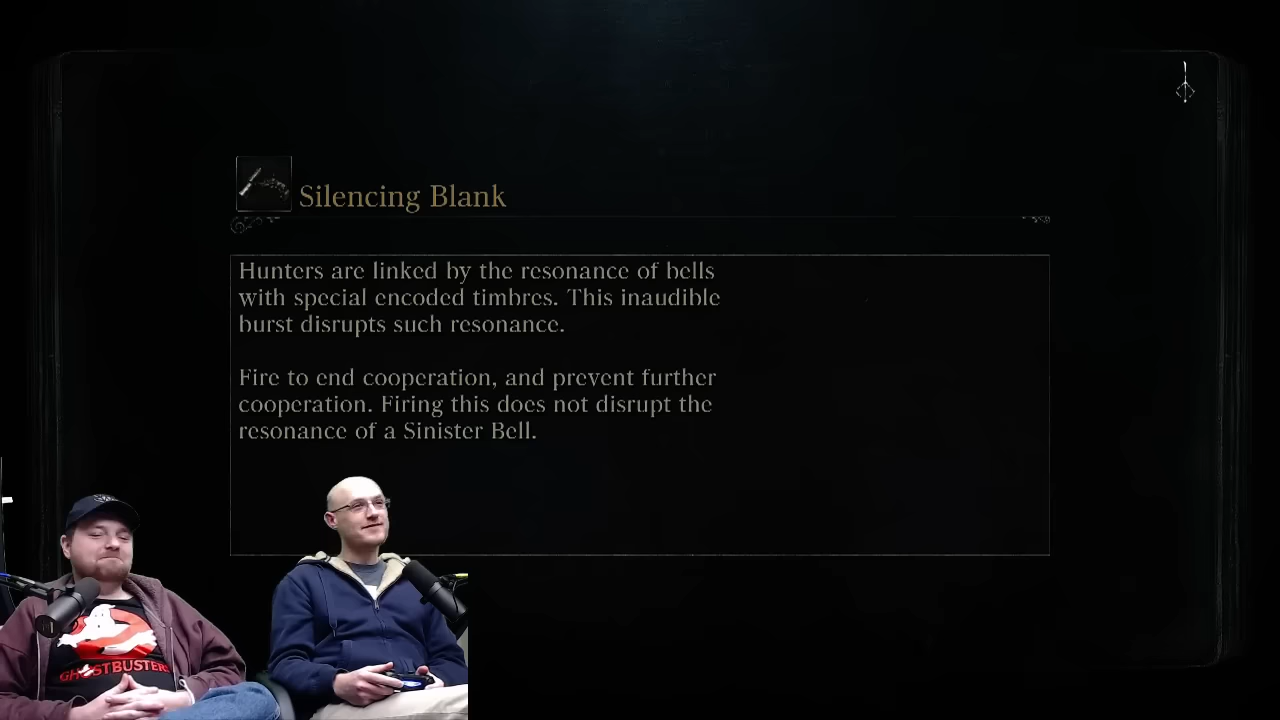 Silencing Blank
Hunters are linked by the resonance of bells
with special encoded timbres. This inaudible
burst disrupts such resonance.
Fire to end cooperation, and prevent further
cooperation. Firing this does not disrupt the
resonance of a Sinister Bell.
GHOSTBUSTERS